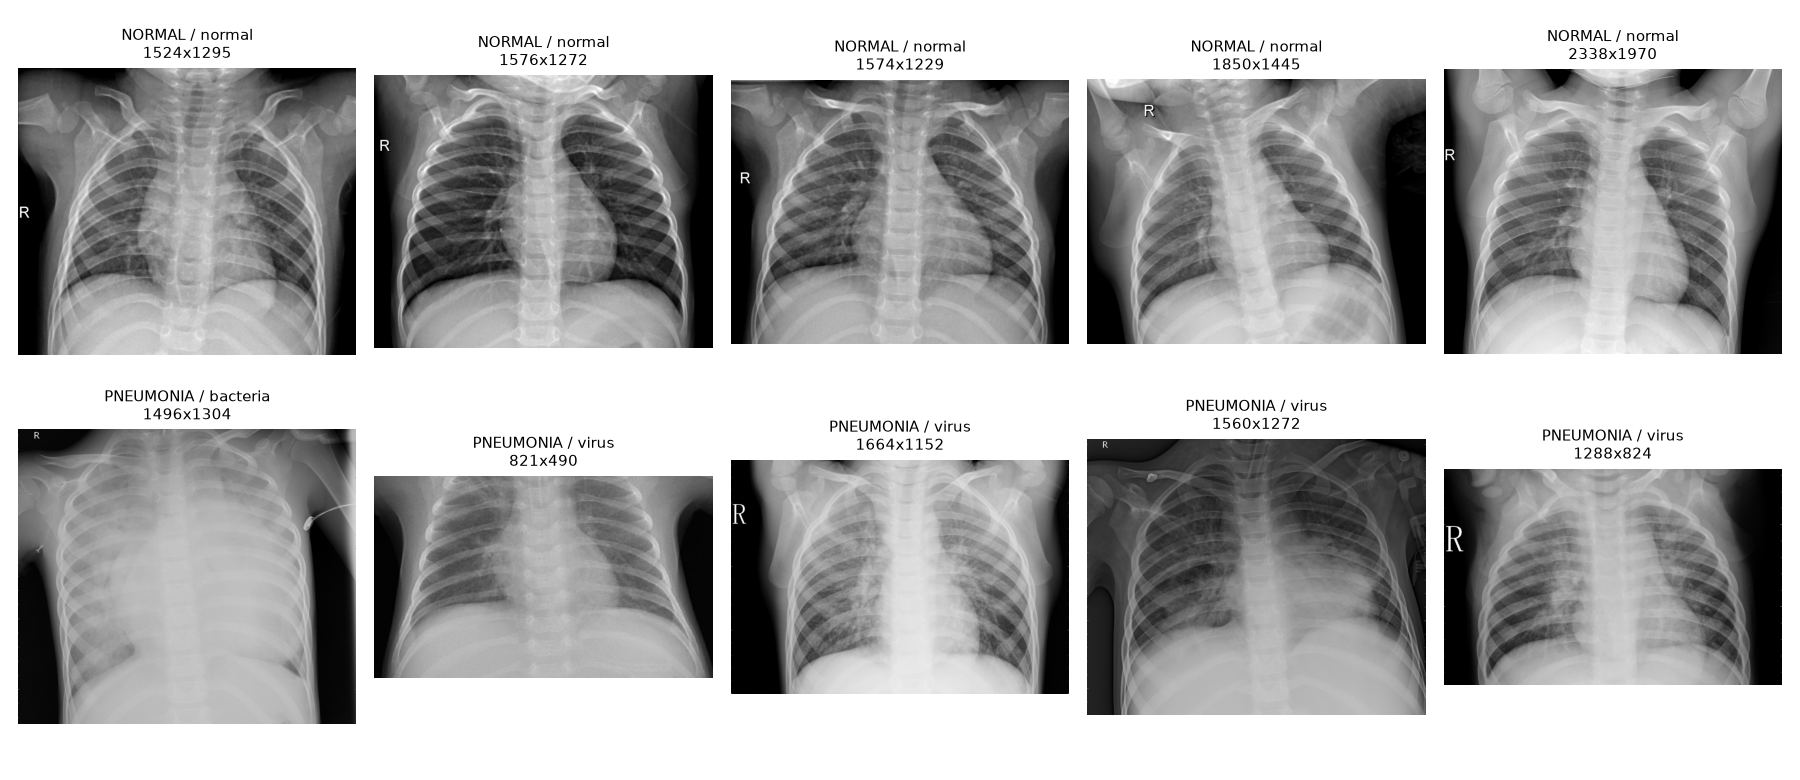 NORMAL / normal
1524x1295
R
NORMAL / normal
1576x1272
R
NORMAL / normal
1574x1229
R
NORMAL / normal
1850x1445
R
NORMAL / normal
2338x1970
R
PNEUMONIA / bacteria
1496x1304
R
PNEUMONIA / virus
821x490
PNEUMONIA / virus
1664x1152
R
PNEUMONIA / virus
1560x1272
R
PNEUMONIA / virus
1288x824
R